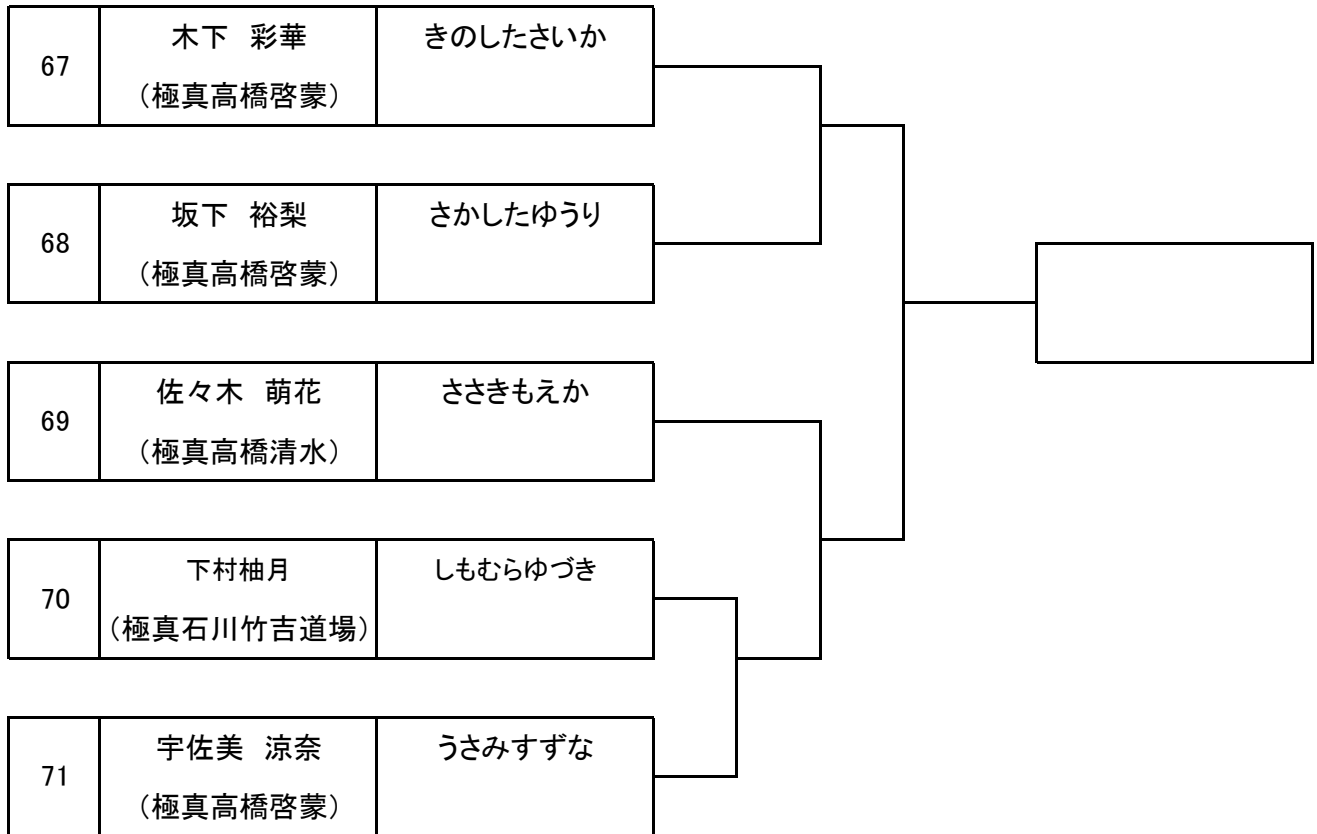 67
木下　彩華
きのしたさいか
（極真高橋啓蒙）
68
坂下　裕梨
さかしたゆうり
（極真高橋啓蒙）
69
佐々木　萌花
ささきもえか
（極真高橋清水）
70
下村柚月
しもむらゆづき
（極真石川竹吉道場）
71
宇佐美　涼奈
うさみすずな
（極真高橋啓蒙）